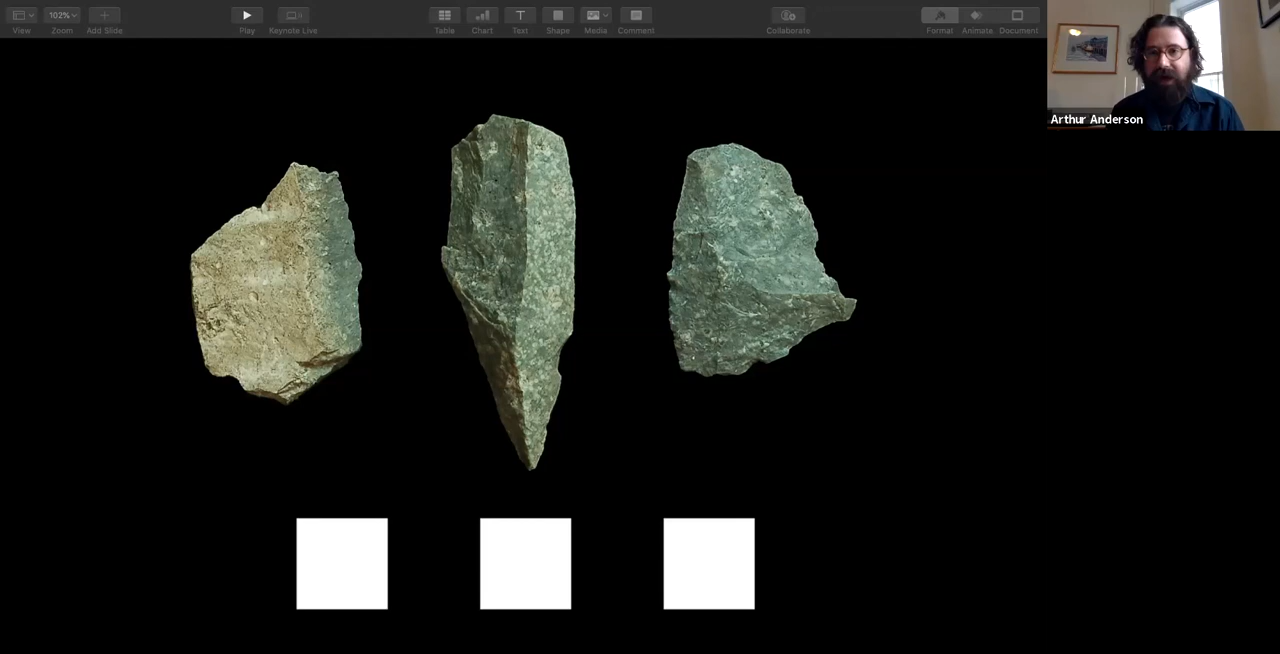 102%
View Zoom Add Slide Play Keynote Live Table Chart Text Shape Media Comment Collaborate Format Animate Document
Arthur Anderson